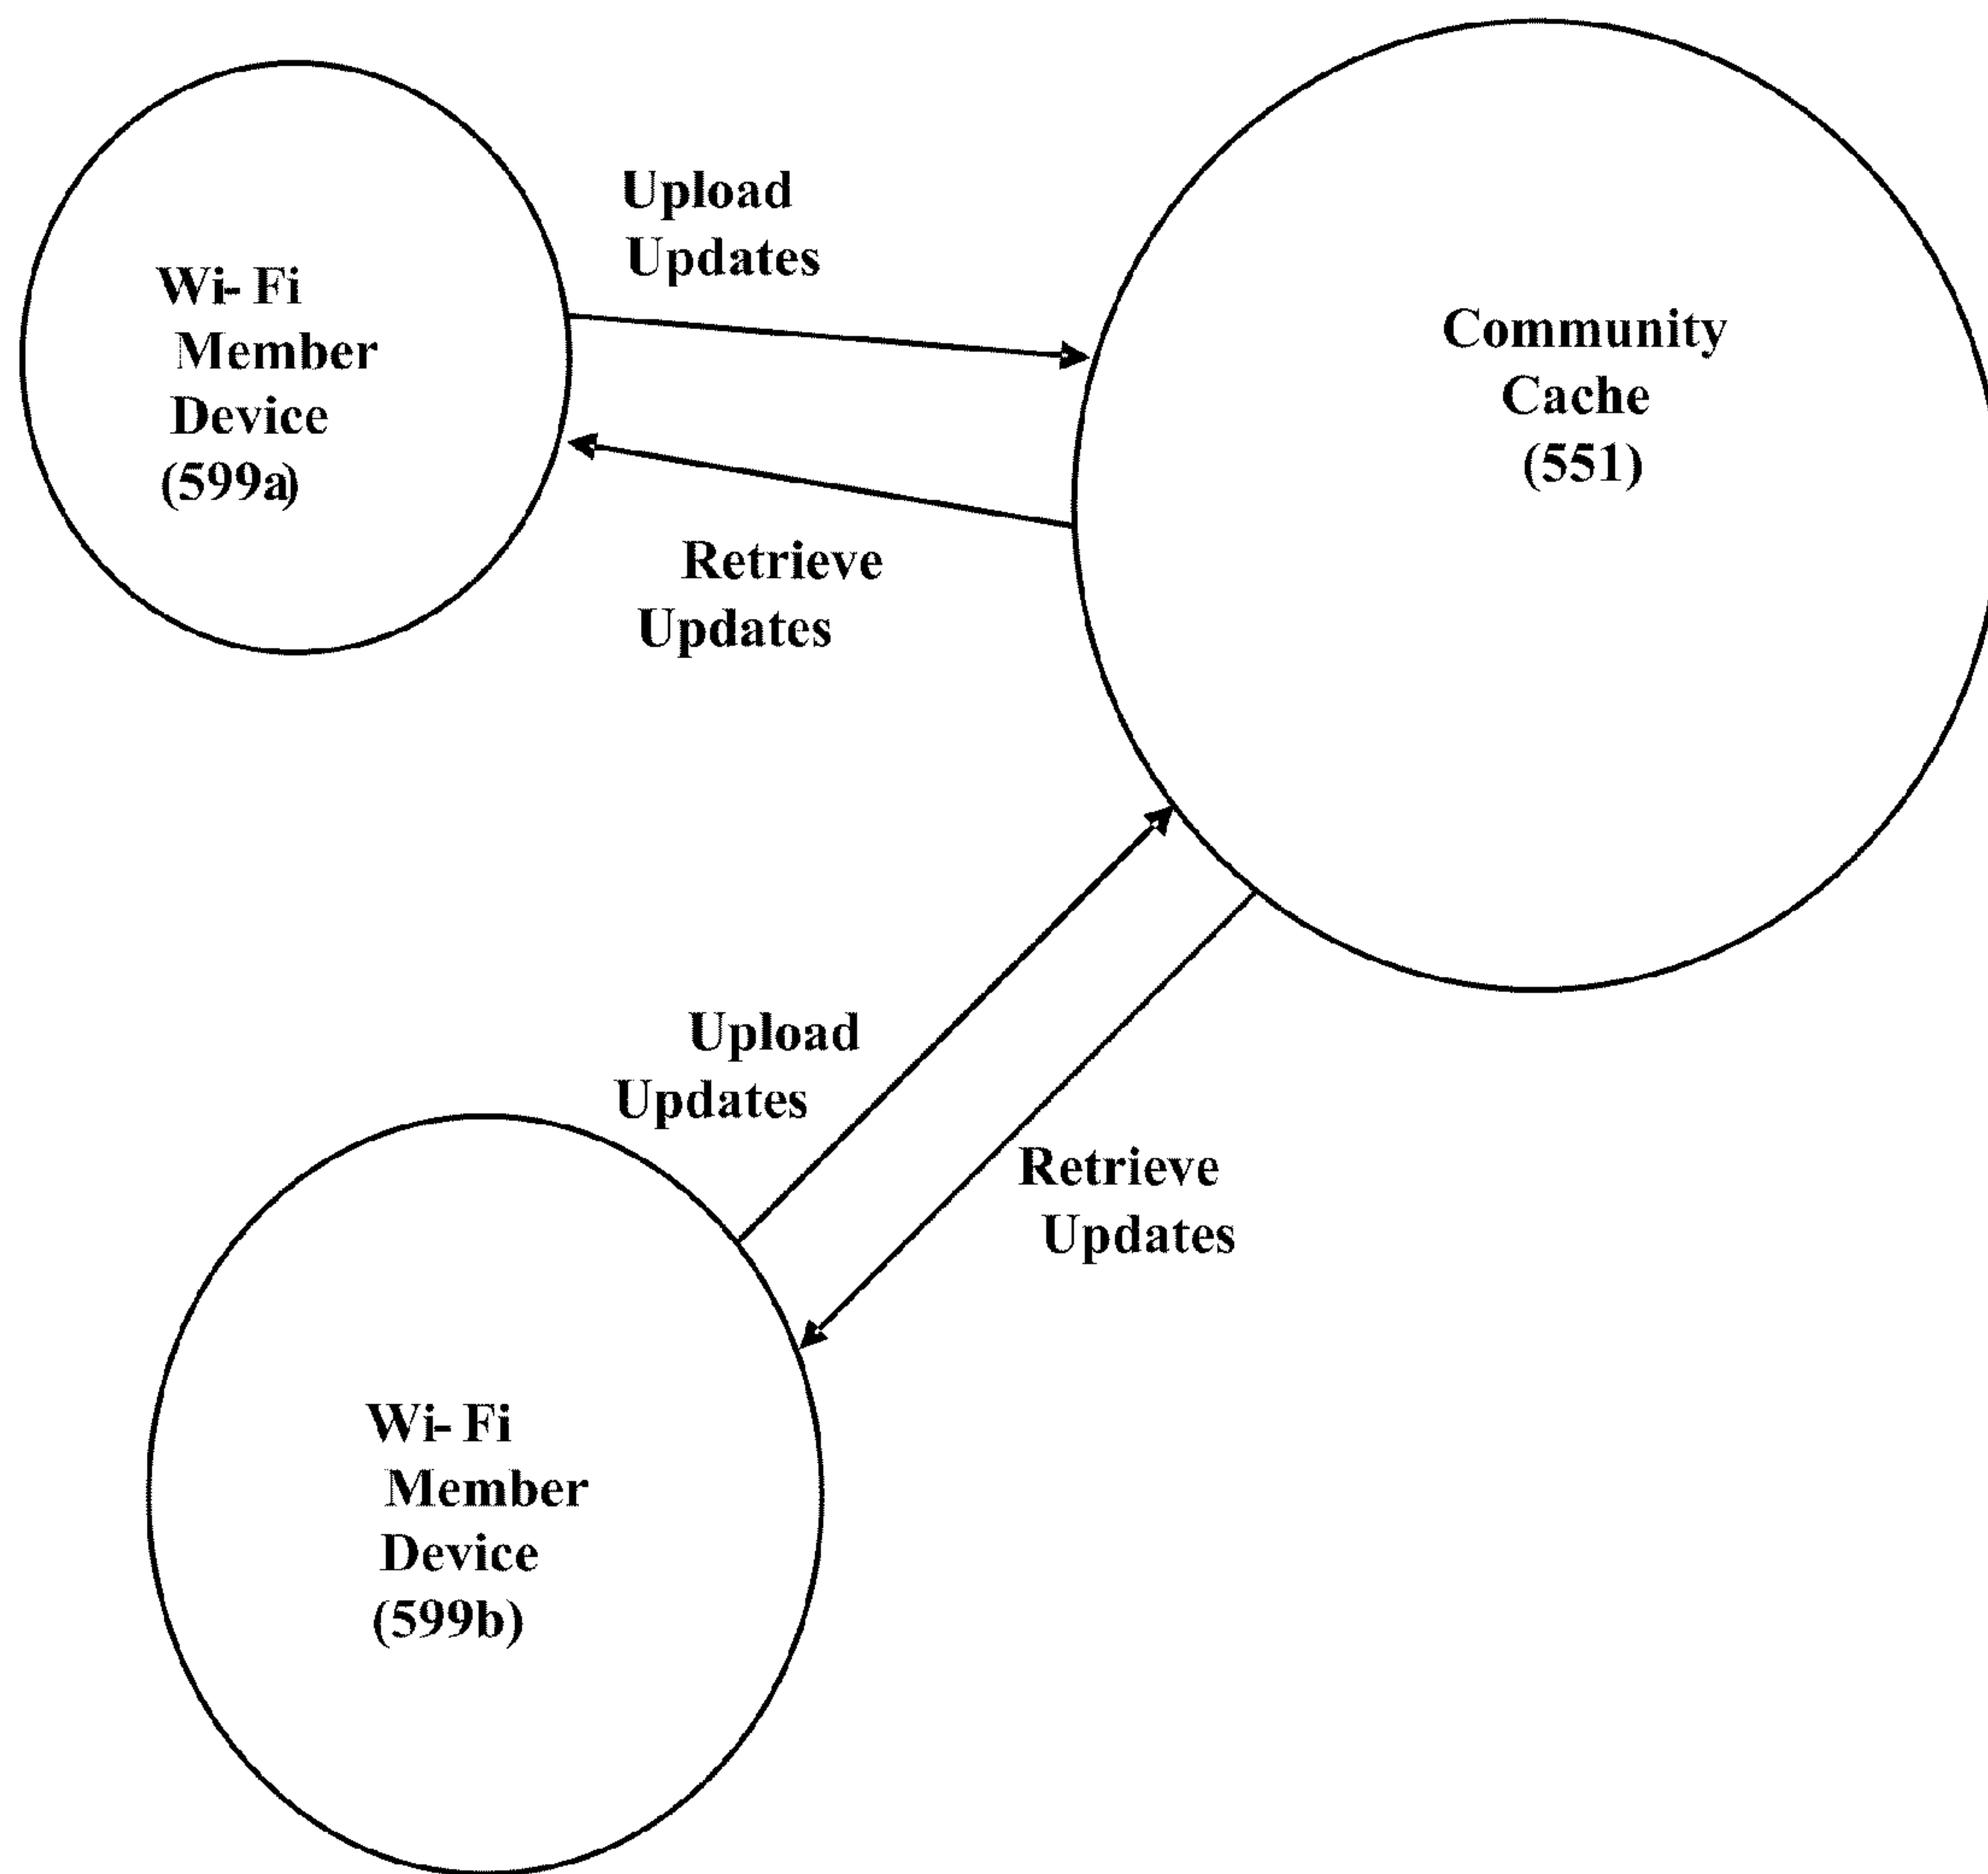 Wi- Fi
Member
Device
(599a)
Upload
Updates
Retrieve
Updates
Community
Cache
(551)
Upload
Updates
Retrieve
Updates
Wi- Fi
Member
Device
(599b)